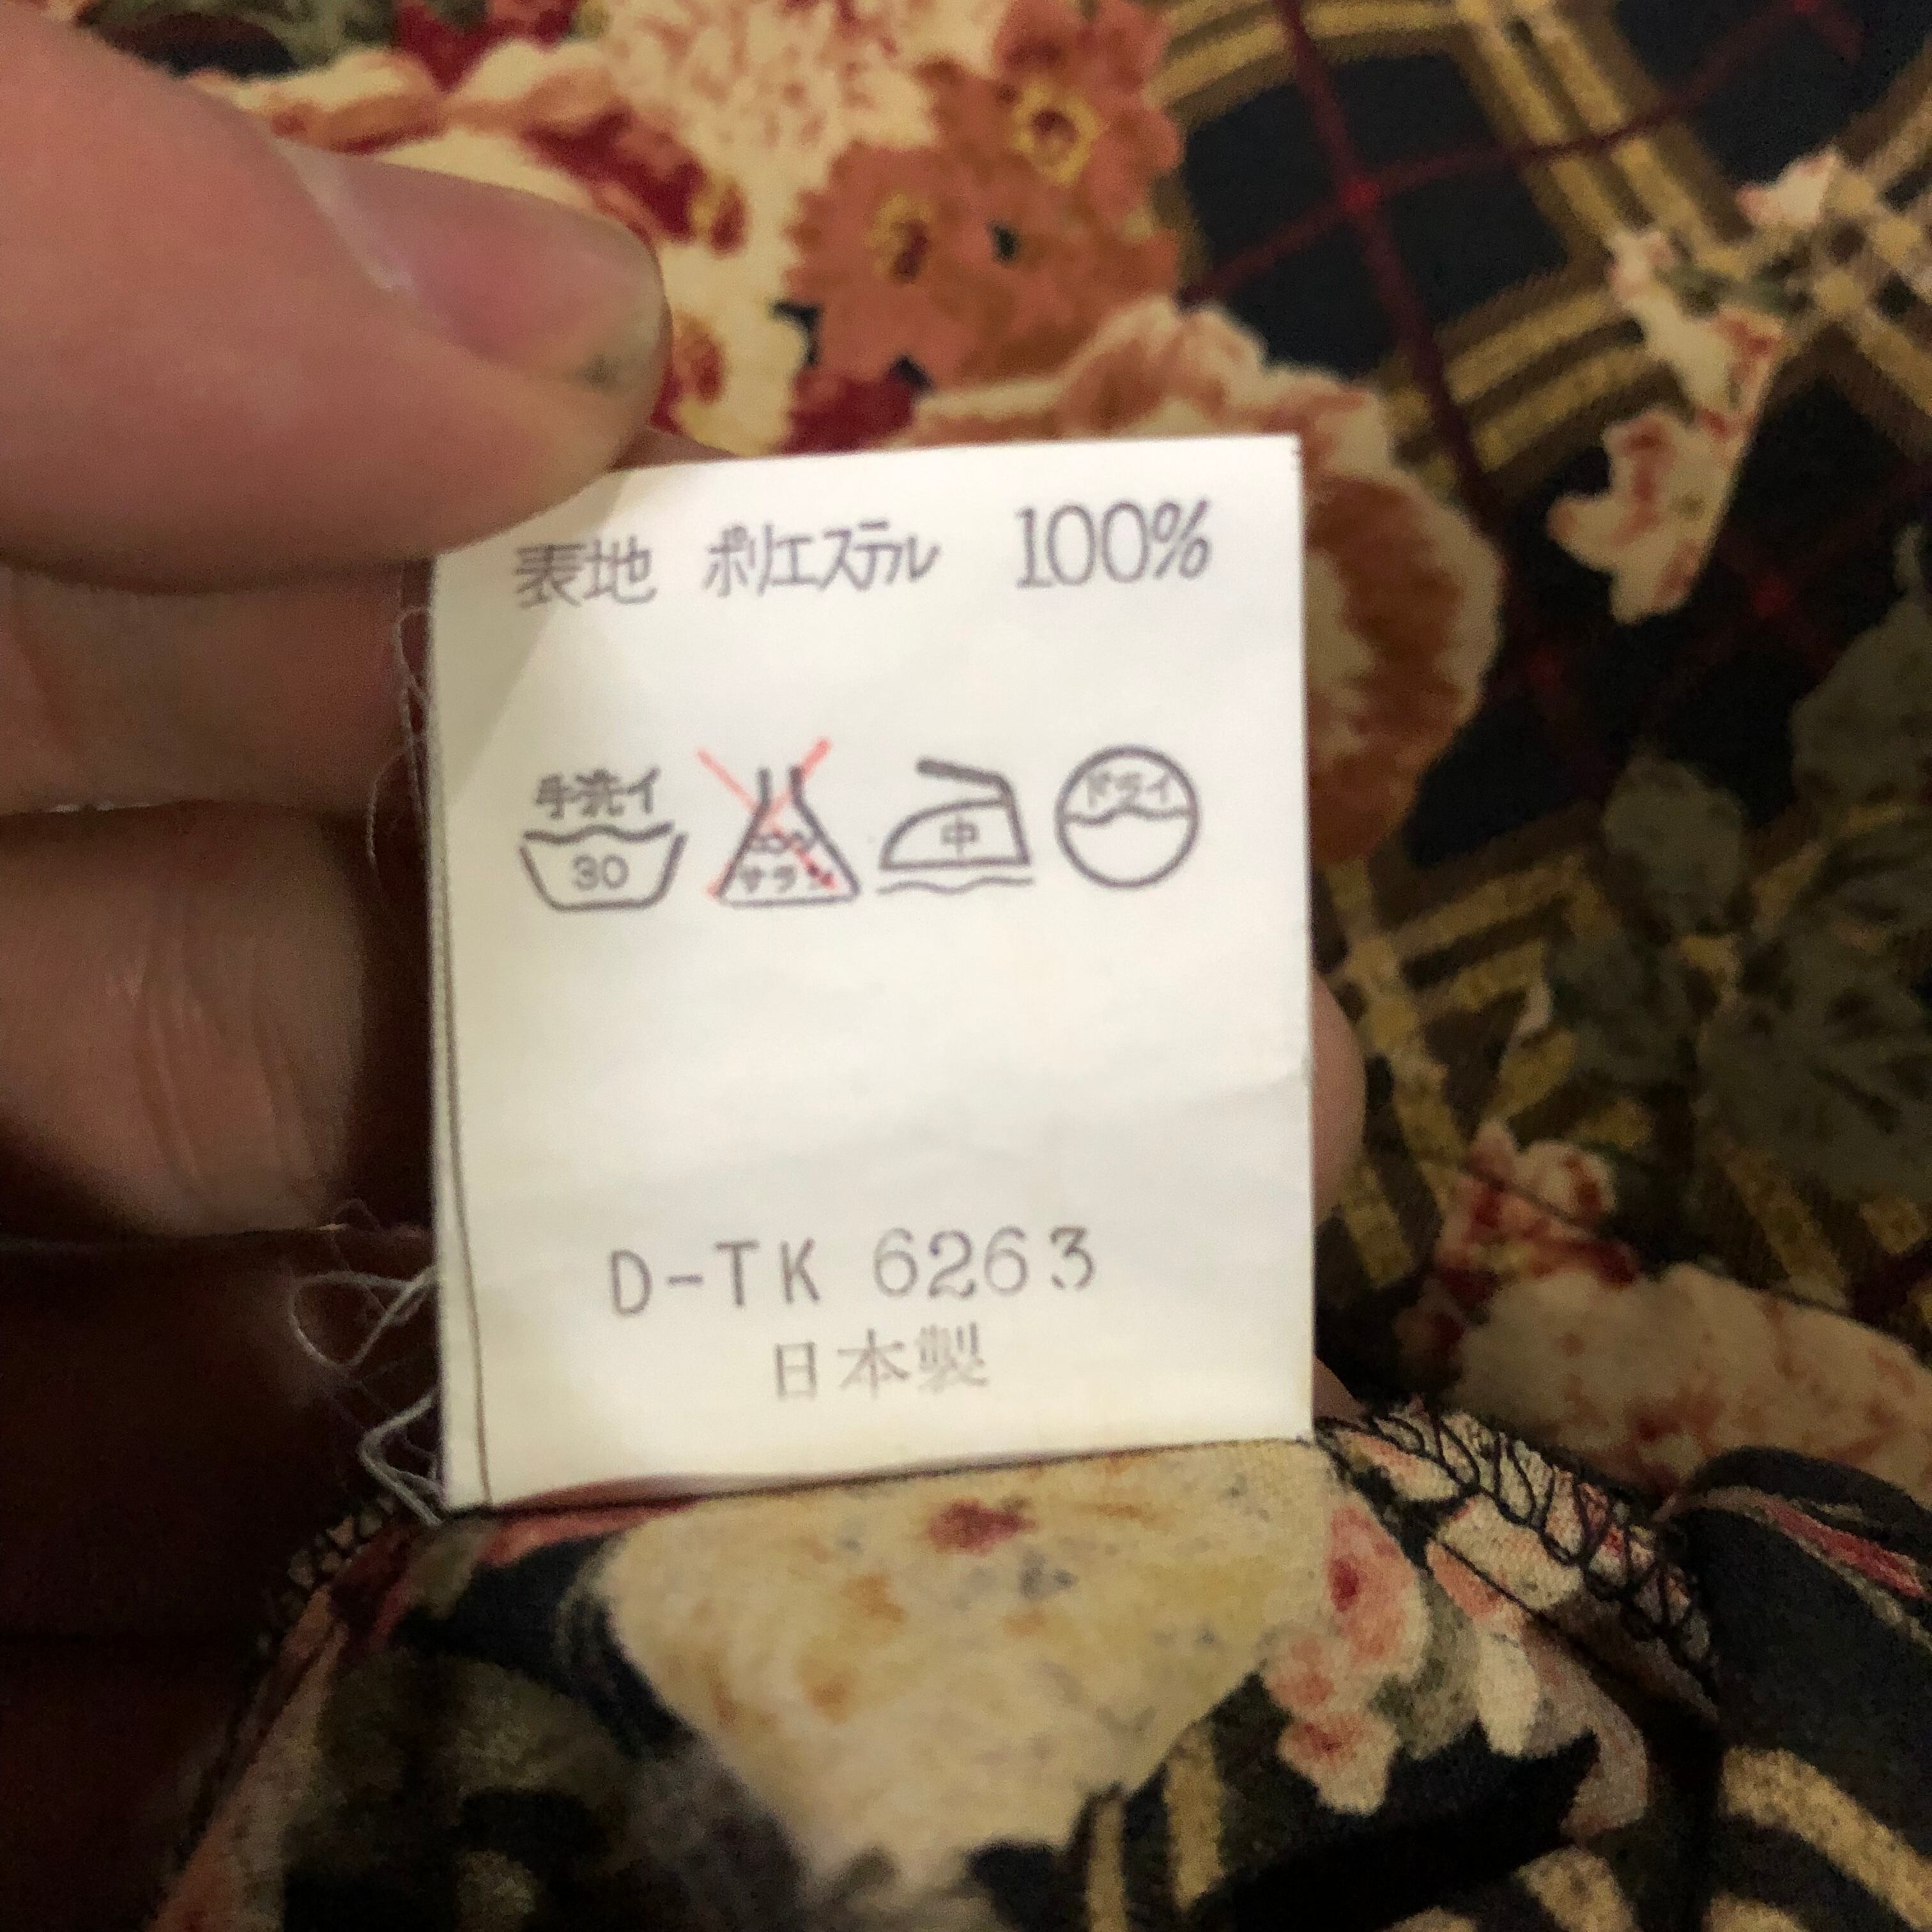 表地 ポリエステル 100%
手洗イ エンソ 中 ドライ
30 サラシ
D-TK 6263
日本製